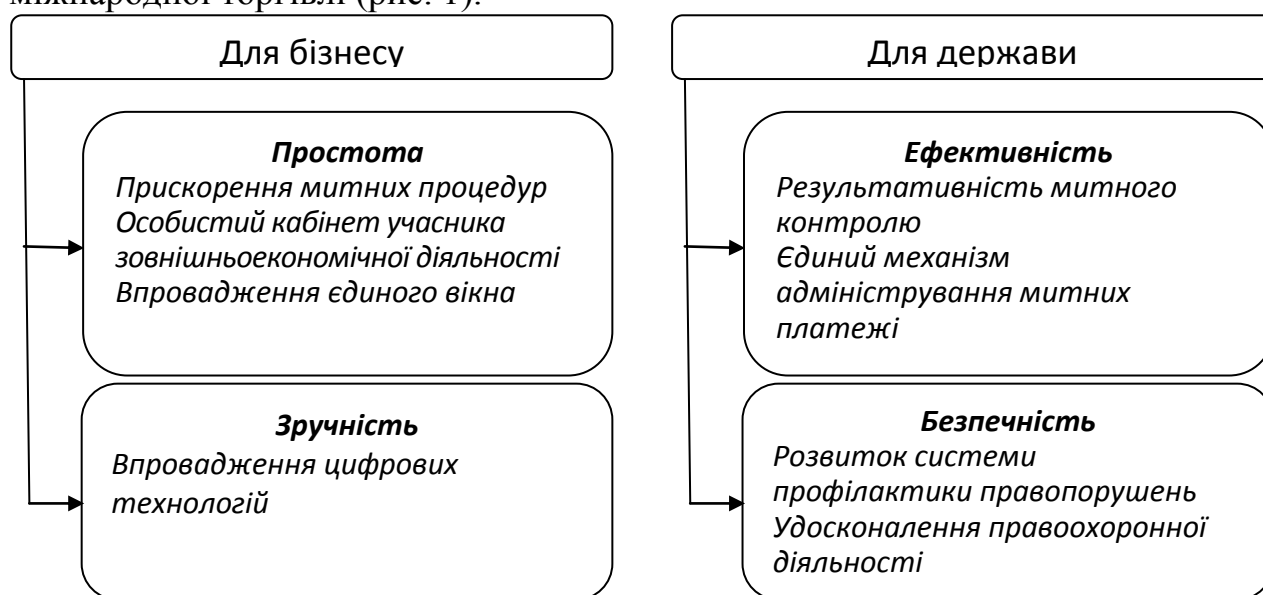 міжнародної торгівлі (рис. 1).
Для бізнесу
Простота
Прискорення митних процедур
Особистий кабінет учасника
зовнішньоекономічної діяльності
Впровадження єдиного вікна
Зручність
Впровадження цифрових
технологій
Для держави
Ефективність
Результативність митного
контролю
Єдиний механізм
адміністрування митних
платежі
Безпечність
Розвиток системи
профілактики правопорушень
Удосконалення правоохоронної
діяльності